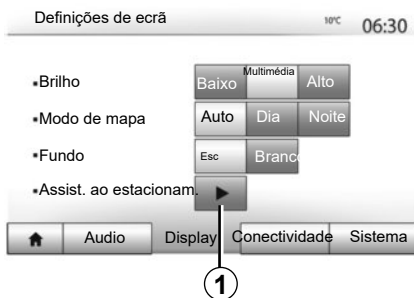 Definições de ecrã 10°C 06:30
▪Brilho Baixo Multimédia Alto
▪Modo de mapa Auto Dia Noite
▪Fundo Esc Branco
▪Assist. ao estacionam.
Audio Display Conectividade Sistema
1